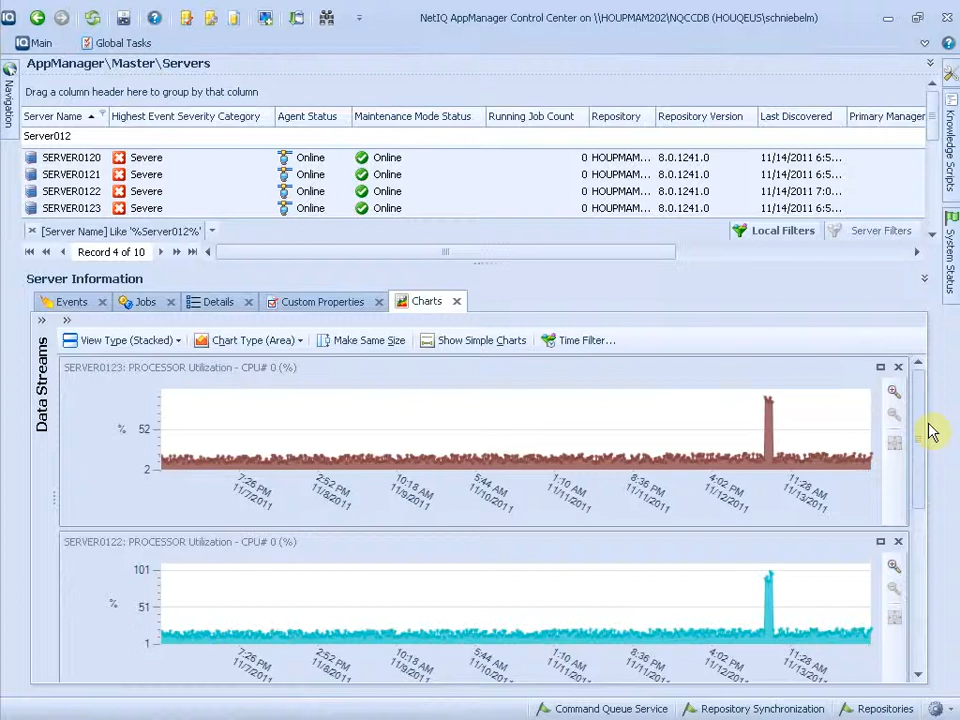 NetIQ AppManager Control Center on \\HOUPMAM202\NQCCDB (HOUQEUS\schniebelm)
Main Global Tasks
AppManager\Master\Servers
Navigation
Drag a column header here to group by that column
Server Name Highest Event Severity Category Agent Status Maintenance Mode Status Running Job Count Repository Repository Version Last Discovered Primary Manager
Server012
SERVER0120 Severe Online Online 0 HOUPMAM... 8.0.1241.0 11/14/2011 6:5...
SERVER0121 Severe Online Online 0 HOUPMAM... 8.0.1241.0 11/14/2011 6:5...
SERVER0122 Severe Online Online 0 HOUPMAM... 8.0.1241.0 11/14/2011 7:0...
SERVER0123 Severe Online Online 0 HOUPMAM... 8.0.1241.0 11/14/2011 6:5...
[Server Name] Like '%Server012%' Local Filters Server Filters
Record 4 of 10
Knowledge Scripts
System Status
Server Information
Events Jobs Details Custom Properties Charts
View Type (Stacked) Chart Type (Area) Make Same Size Show Simple Charts Time Filter...
Data Streams
SERVER0123: PROCESSOR Utilization - CPU# 0 (%)
%
52
2
7:26 PM 11/7/2011
2:52 PM 11/8/2011
10:18 AM 11/9/2011
5:44 AM 11/10/2011
1:10 AM 11/11/2011
8:36 PM 11/11/2011
4:02 PM 11/12/2011
11:28 AM 11/13/2011
SERVER0122: PROCESSOR Utilization - CPU# 0 (%)
101
%
51
1
7:26 PM 11/7/2011
2:52 PM 11/8/2011
10:18 AM 11/9/2011
5:44 AM 11/10/2011
1:10 AM 11/11/2011
8:36 PM 11/11/2011
4:02 PM 11/12/2011
11:28 AM 11/13/2011
Command Queue Service Repository Synchronization Repositories